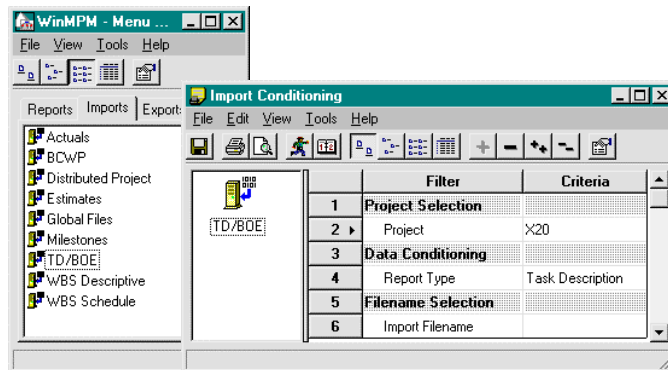 WinMPM - Menu ...
File View Tools Help
Reports Imports Export
Actuals
BCWP
Distributed Project
Estimates
Global Files
Milestones
TD/BOE
WBS Descriptive
WBS Schedule
Import Conditioning
File Edit View Tools Help
TD/BOE
Filter Criteria
1 Project Selection
2 Project X20
3 Data Conditioning
4 Report Type Task Description
5 Filename Selection
6 Import Filename